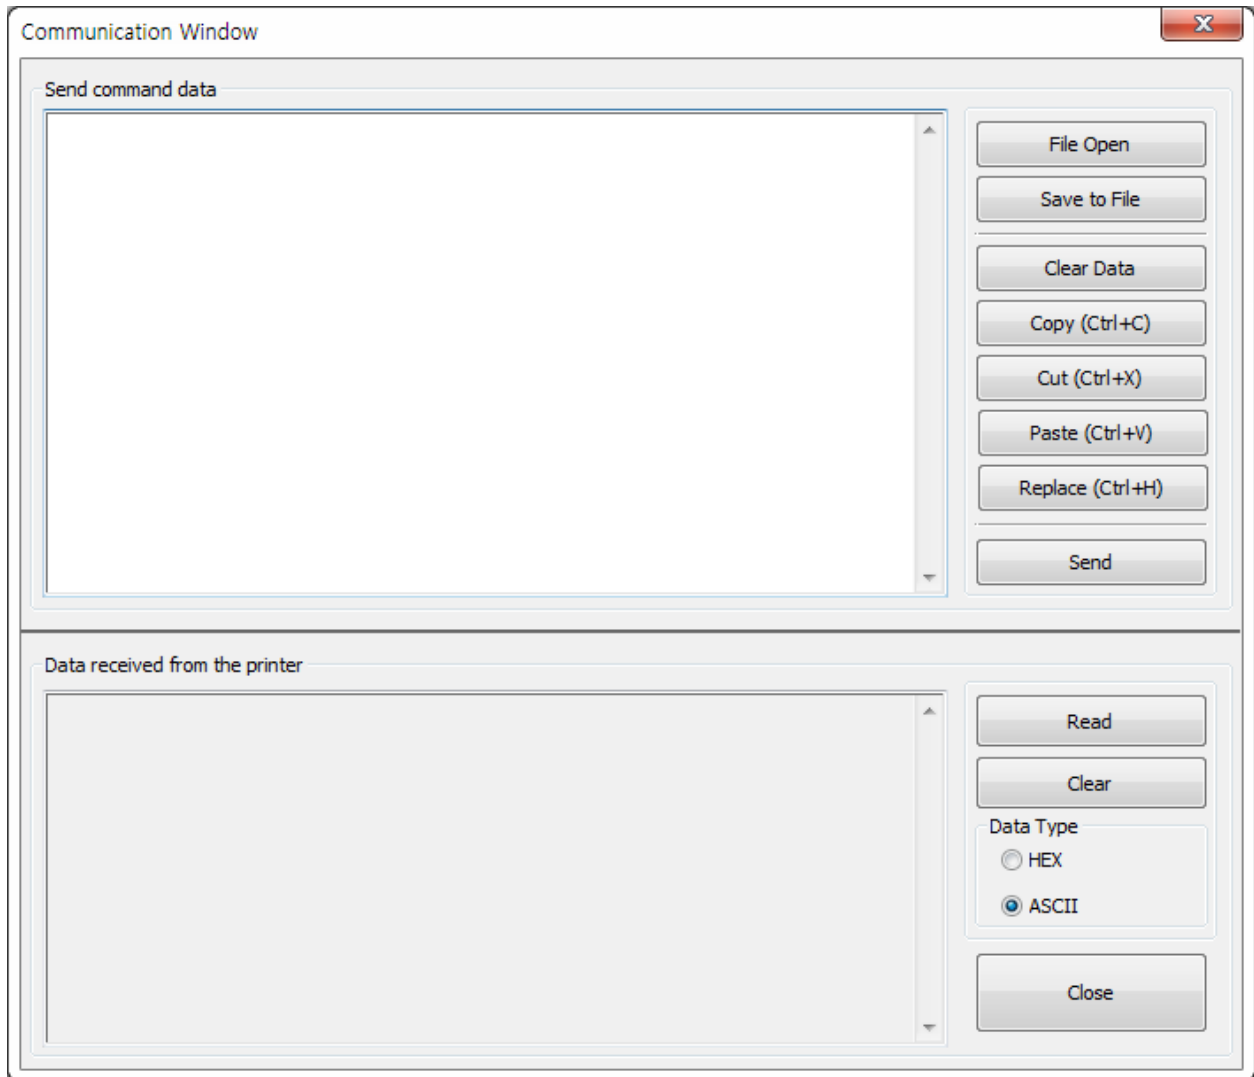 Communication Window
Send command data
File Open
Save to File
Clear Data
Copy (Ctrl+C)
Cut (Ctrl+X)
Paste (Ctrl+V)
Replace (Ctrl+H)
Send
Data received from the printer
Read
Clear
Data Type
HEX
ASCII
Close